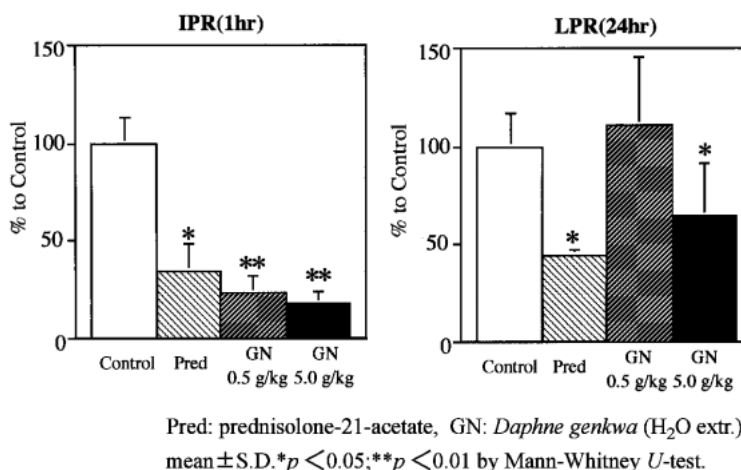 IPR(1hr)
150
100
50
0
% to Control
*
**
**
Control Pred GN 0.5 g/kg GN 5.0 g/kg
LPR(24hr)
150
100
50
0
% to Control
*
*
Control Pred GN 0.5 g/kg GN 5.0 g/kg
Pred: prednisolone-21-acetate, GN: Daphne genkwa (H₂O extr.)
mean±S.D.*p <0.05;**p <0.01 by Mann-Whitney U-test.